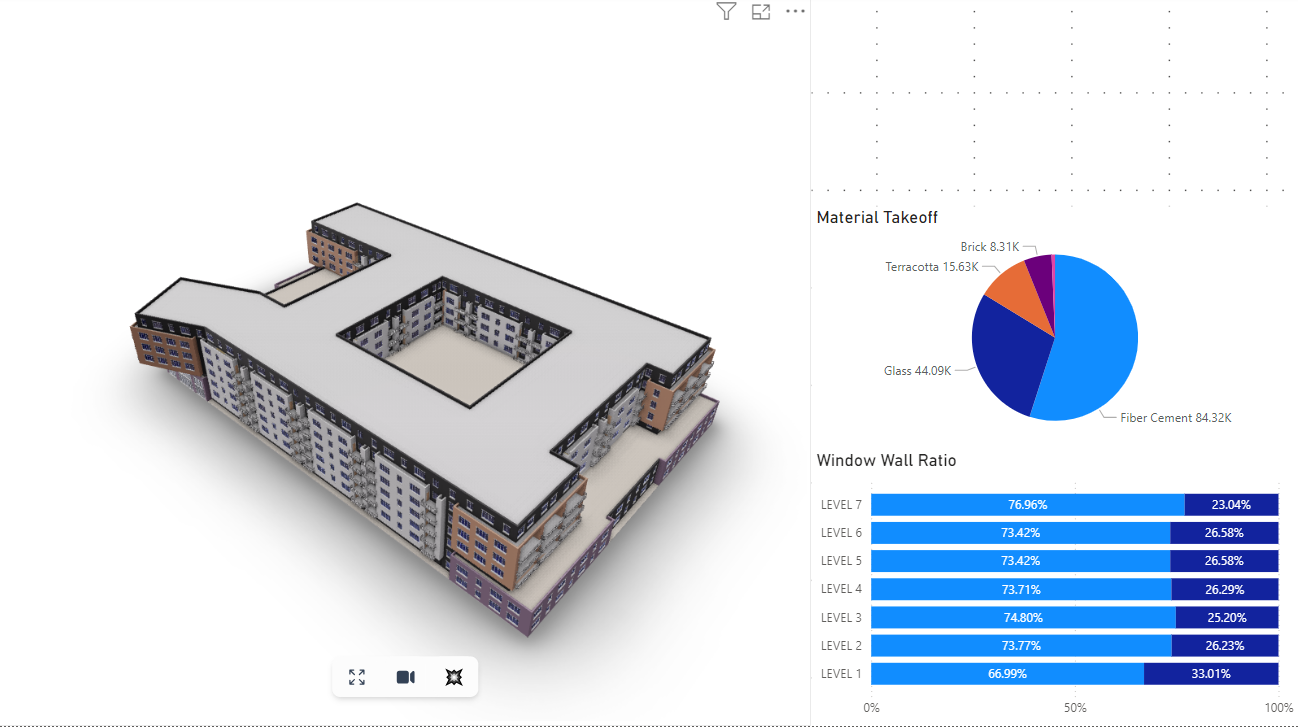 Material Takeoff
Brick 8.31K
Terracotta 15.63K
Glass 44.09K
Fiber Cement 84.32K
Window Wall Ratio
LEVEL 7 76.96% 23.04%
LEVEL 6 73.42% 26.58%
LEVEL 5 73.42% 26.58%
LEVEL 4 73.71% 26.29%
LEVEL 3 74.80% 25.20%
LEVEL 2 73.77% 26.23%
LEVEL 1 66.99% 33.01%
0% 50% 100%